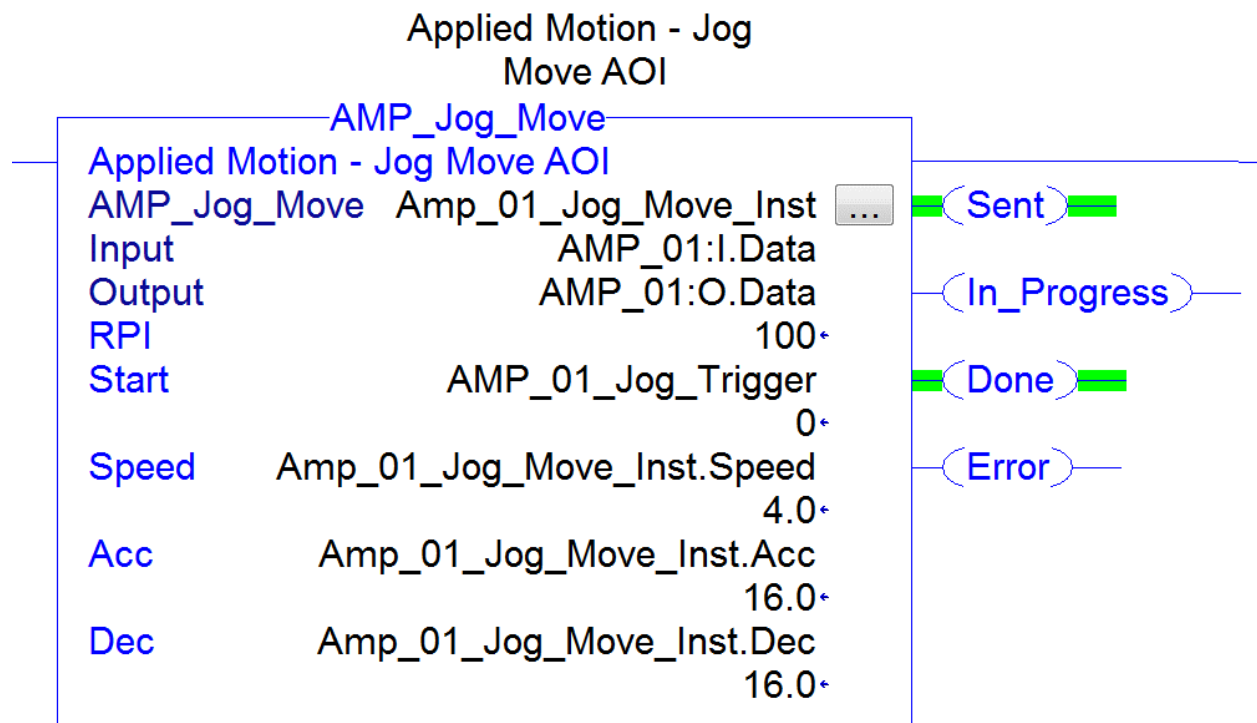 Applied Motion - Jog
Move AOI
AMP_Jog_Move
Applied Motion - Jog Move AOI
AMP_Jog_Move Amp_01_Jog_Move_Inst ... Sent
Input AMP_01:I.Data
Output AMP_01:O.Data In_Progress
RPI 100
Start AMP_01_Jog_Trigger Done
0
Speed Amp_01_Jog_Move_Inst.Speed Error
4.0
Acc Amp_01_Jog_Move_Inst.Acc
16.0
Dec Amp_01_Jog_Move_Inst.Dec
16.0